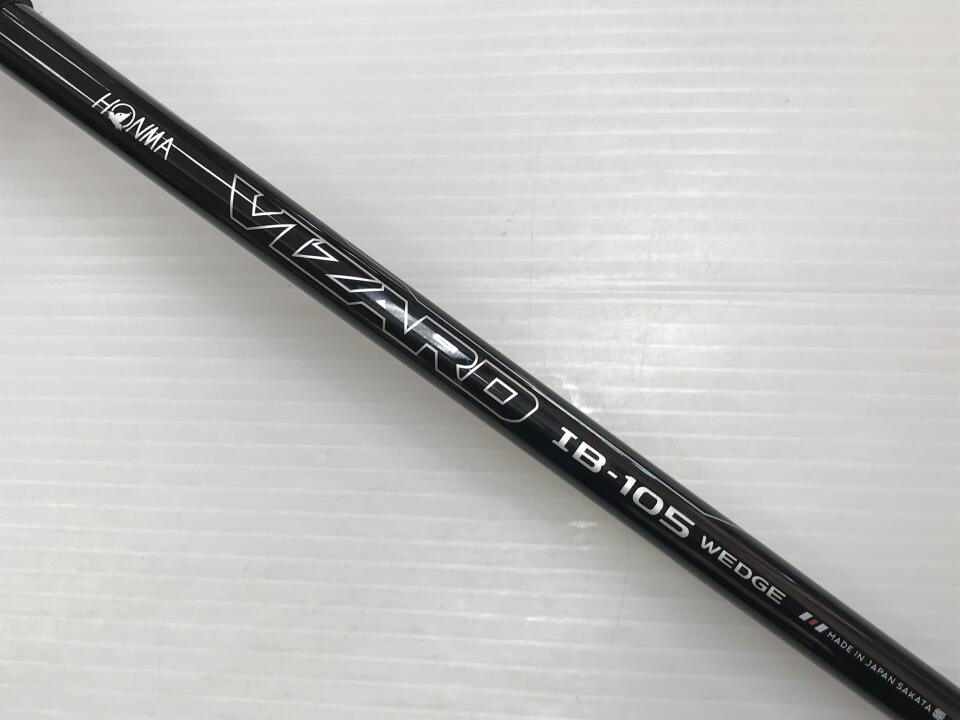 HONMA
VIZARD
IB-105 WEDGE
MADE IN JAPAN SAKATA